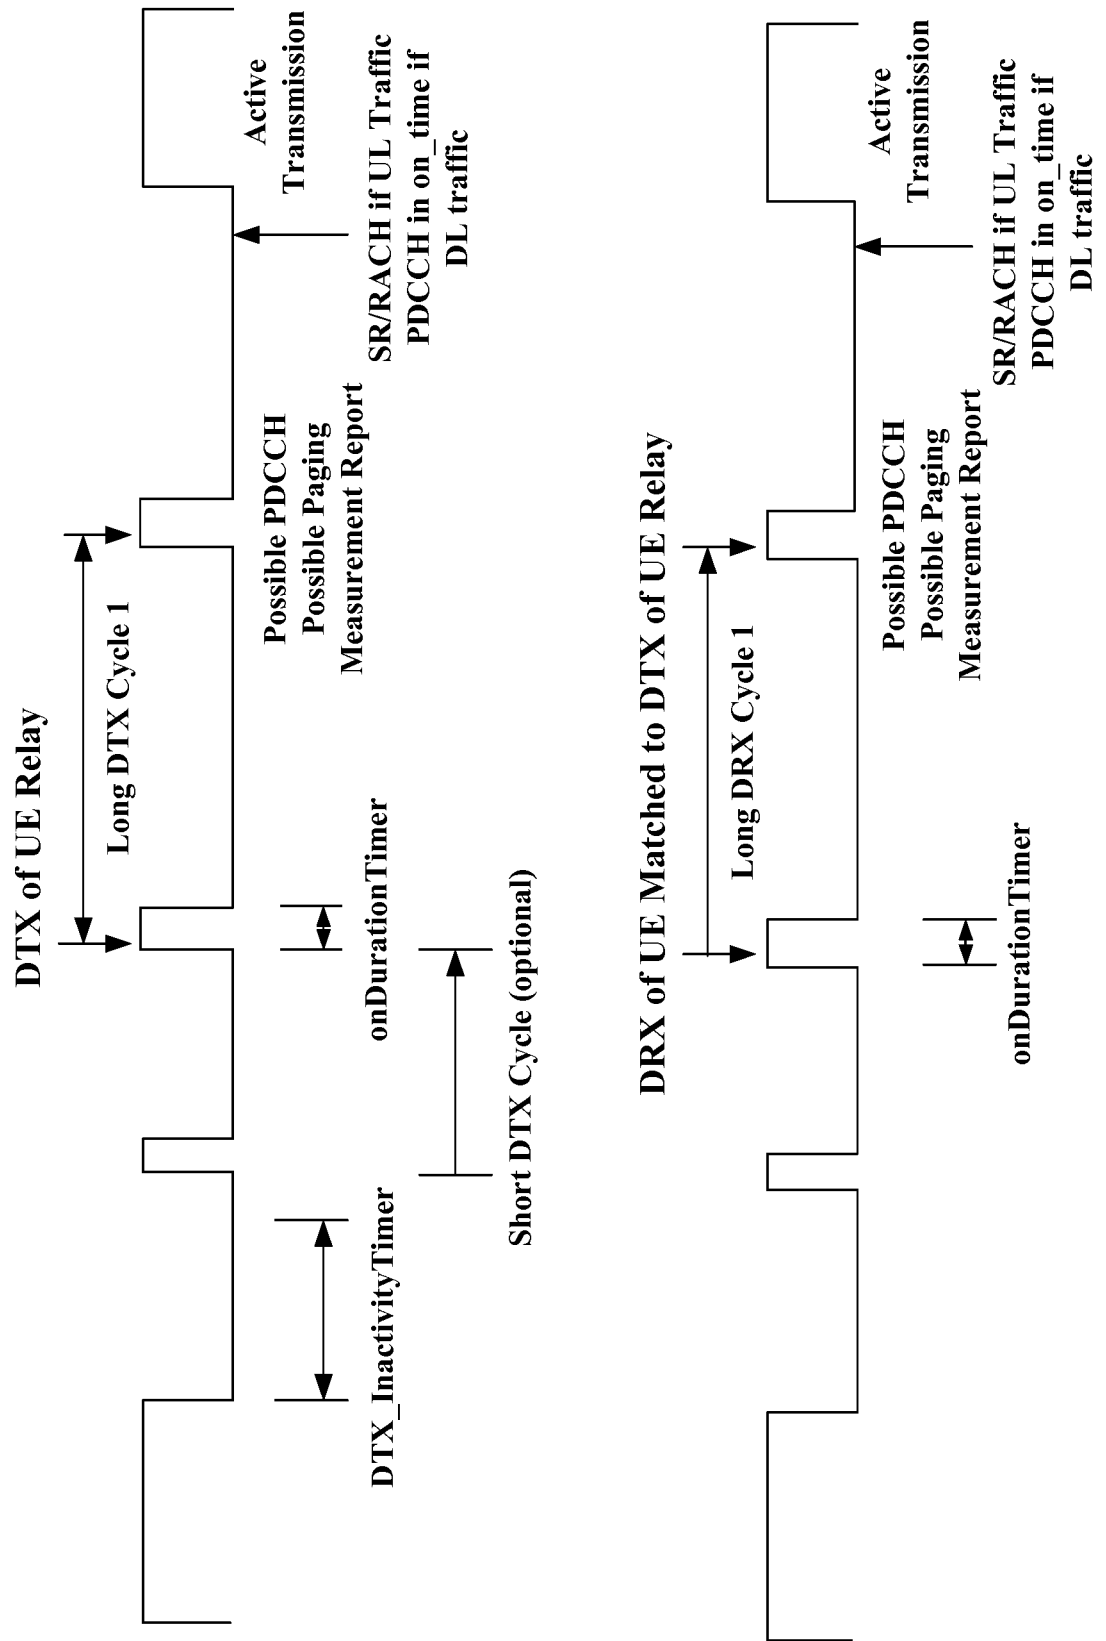 DTX of UE Relay
Long DTX Cycle 1
Active
Transmission
SR/RACH if UL Traffic
PDCCH in on_time if
DL traffic
Possible PDCCH
Possible Paging
Measurement Report
onDurationTimer
Short DTX Cycle (optional)
DTX_InactivityTimer
DRX of UE Matched to DTX of UE Relay
Long DRX Cycle 1
Active
Transmission
SR/RACH if UL Traffic
PDCCH in on_time if
DL traffic
Possible PDCCH
Possible Paging
Measurement Report
onDurationTimer